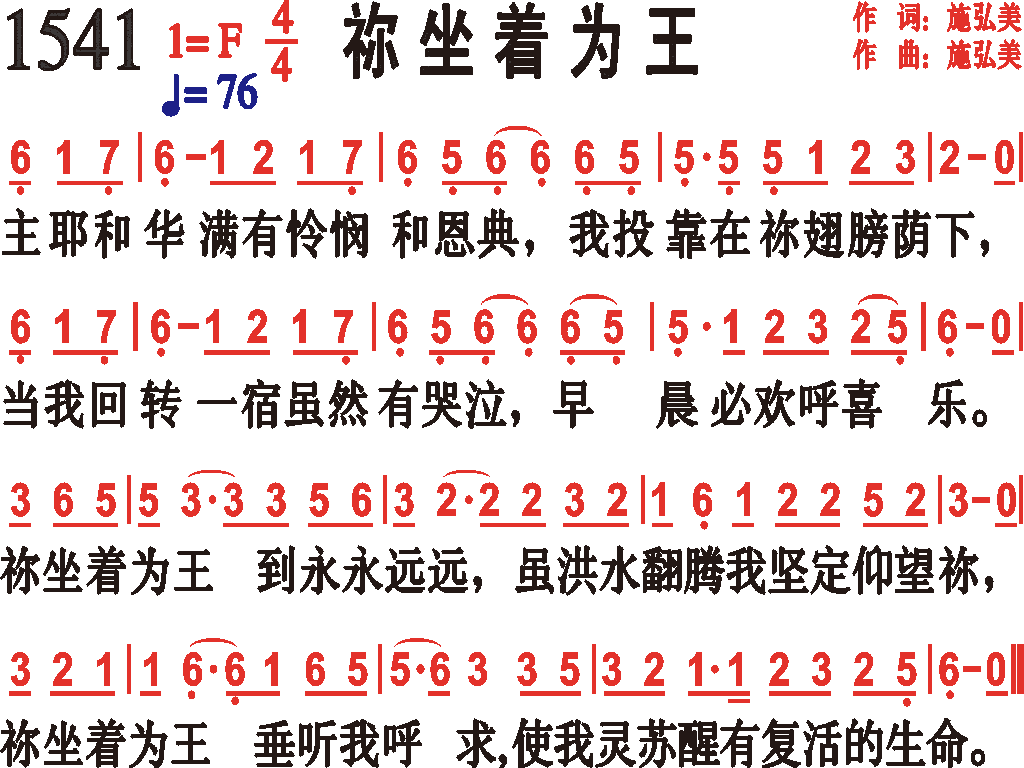 1541 1=F 4/4 祢坐着为王 作 词：施弘美
♩=76 作 曲：施弘美
6 1 7|6-1 2 1 7|6 5 6 6 6 5|5·5 5 1 2 3|2-0|
主耶和华满有怜悯和恩典，我投靠在祢翅膀荫下，
6 1 7|6-1 2 1 7|6 5 6 6 6 5|5·1 2 3 2 5|6-0|
当我回转一宿虽然有哭泣，早 晨必欢呼喜 乐。
3 6 5|5 3·3 3 5 6|3 2·2 2 3 2|1 6 1 2 2 5 2|3-0|
祢坐着为王 到永永远远，虽洪水翻腾我坚定仰望祢，
3 2 1|1 6·6 1 6 5|5·6 3 3 5 5|3 2 1·1 2 3 2 5|6-0‖
祢坐着为王 垂听我呼 求,使我灵苏醒有复活的生命。